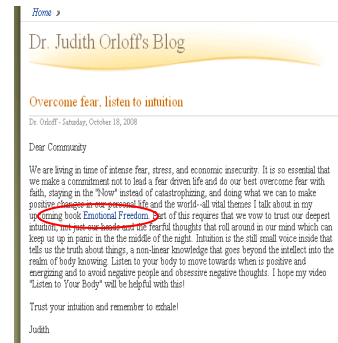 Home »
Dr. Judith Orloff's Blog
Overcome fear, listen to intuition
Dr. Orloff - Saturday, October 18, 2008
Dear Community
We are living in time of intense fear, stress, and economic insecurity. It is so essential that
we make a commitment not to lead a fear driven life and do our best overcome fear with
faith, staying in the "Now" instead of catastrophizing, and doing what we can to make
positive changes in our personal life and the world--all vital themes I talk about in my
upcoming book Emotional Freedom. Part of this requires that we vow to trust our deepest
intuition, not just our heads and the fearful thoughts that roll around in our mind which can
keep us up in panic in the the middle of the night. Intuition is the still small voice inside that
tells us the truth about things, a non-linear knowledge that goes beyond the intellect into the
realm of body knowing. Listen to your body to move towards when is positive and
energizing and to avoid negative people and obsessive negative thoughts. I hope my video
"Listen to Your Body" will be helpful with this!
Trust your intuition and remember to exhale!
Judith